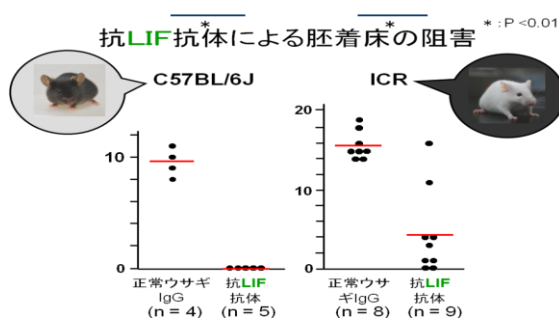 * * * :P <0.01
抗LIF抗体による胚着床の阻害
C57BL/6J ICR
20
10
10
0 0
正常ウサギ 抗LIF 正常ウサ 抗LIF
IgG 抗体 ギIgG 抗体
(n = 4) (n = 5) (n = 8) (n = 9)